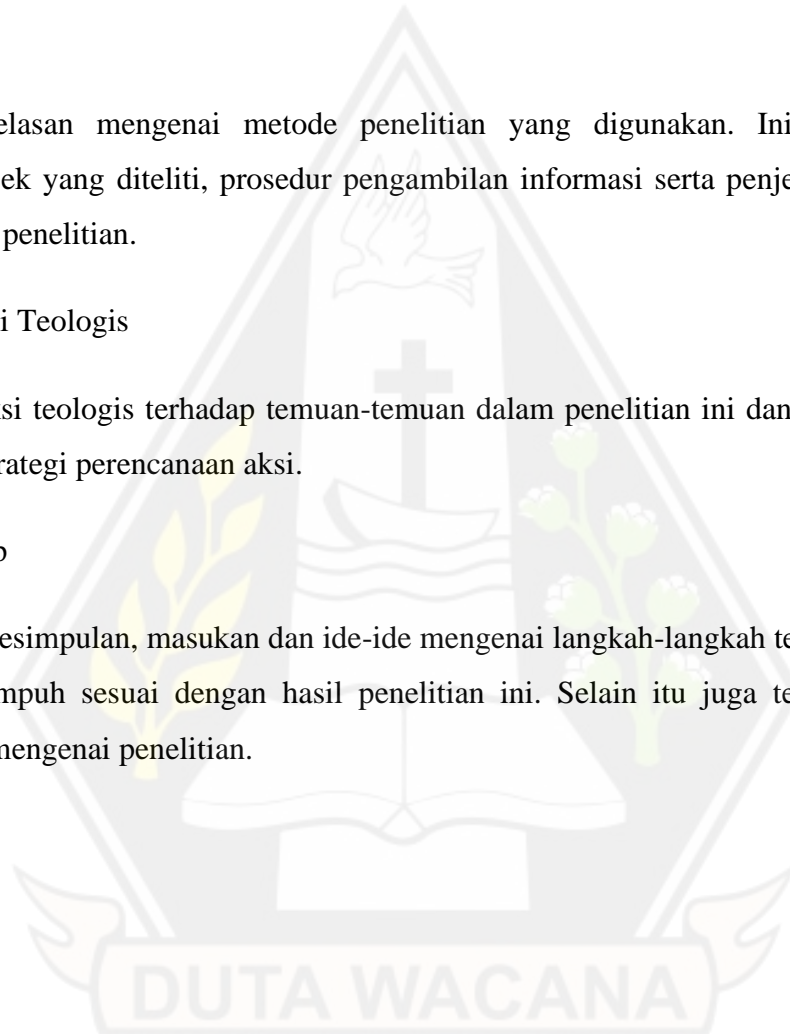 elasan mengenai metode penelitian yang digunakan. Ini
ek yang diteliti, prosedur pengambilan informasi serta penje
penelitian.
i Teologis
si teologis terhadap temuan-temuan dalam penelitian ini dan
rategi perencanaan aksi.
p
esimpulan, masukan dan ide-ide mengenai langkah-langkah te
mpuh sesuai dengan hasil penelitian ini. Selain itu juga te
mengenai penelitian.
DUTA WACANA